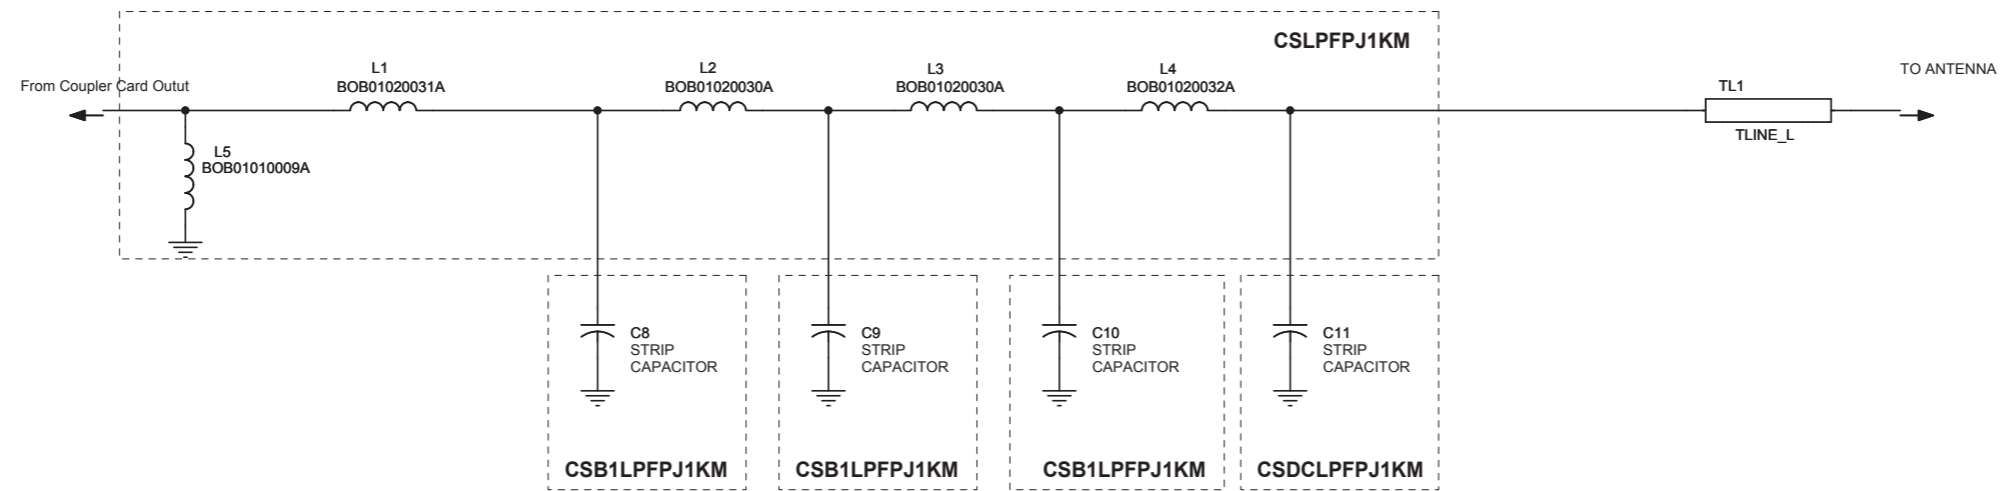 CSLPFPJ1KM
From Coupler Card Outut
L1
BOB01020031A
L2
BOB01020030A
L3
BOB01020030A
L4
BOB01020032A
TO ANTENNA
TL1
TLINE_L
L5
BOB01010009A
C8
STRIP
CAPACITOR
C9
STRIP
CAPACITOR
C10
STRIP
CAPACITOR
C11
STRIP
CAPACITOR
CSB1LPFPJ1KM
CSB1LPFPJ1KM
CSB1LPFPJ1KM
CSDCLPFPJ1KM